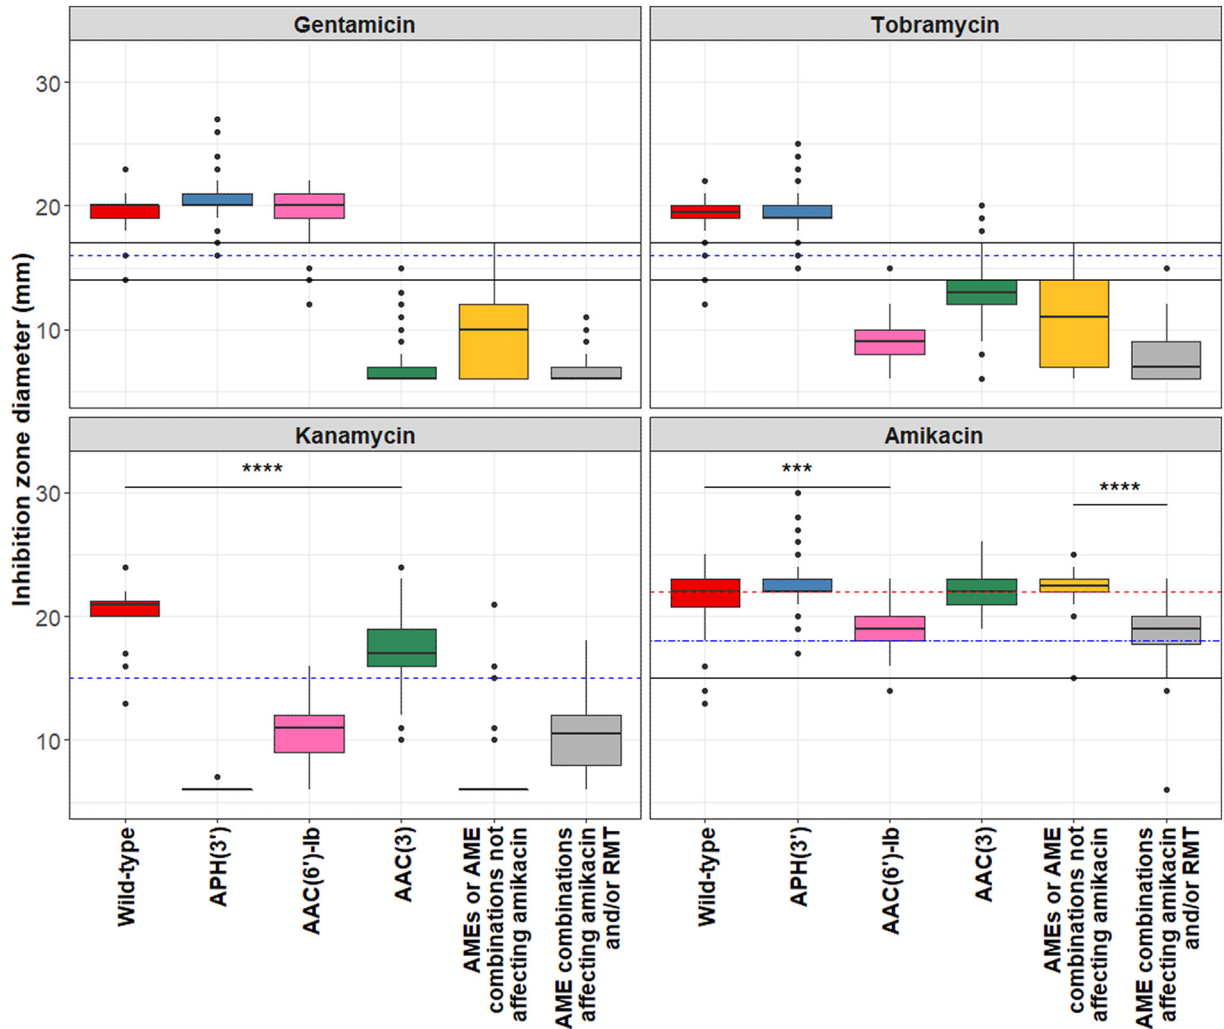 Gentamicin
Tobramycin
30
20
10
Kanamycin
Amikacin
****
***
****
30
20
10
Inhibition zone diameter (mm)
Wild-type
APH(3')
AAC(6')-Ib
AAC(3)
AMEs or AME
combinations not
affecting amikacin
AME combinations
affecting amikacin
and/or RMT
Wild-type
APH(3')
AAC(6')-Ib
AAC(3)
AMEs or AME
combinations not
affecting amikacin
AME combinations
affecting amikacin
and/or RMT